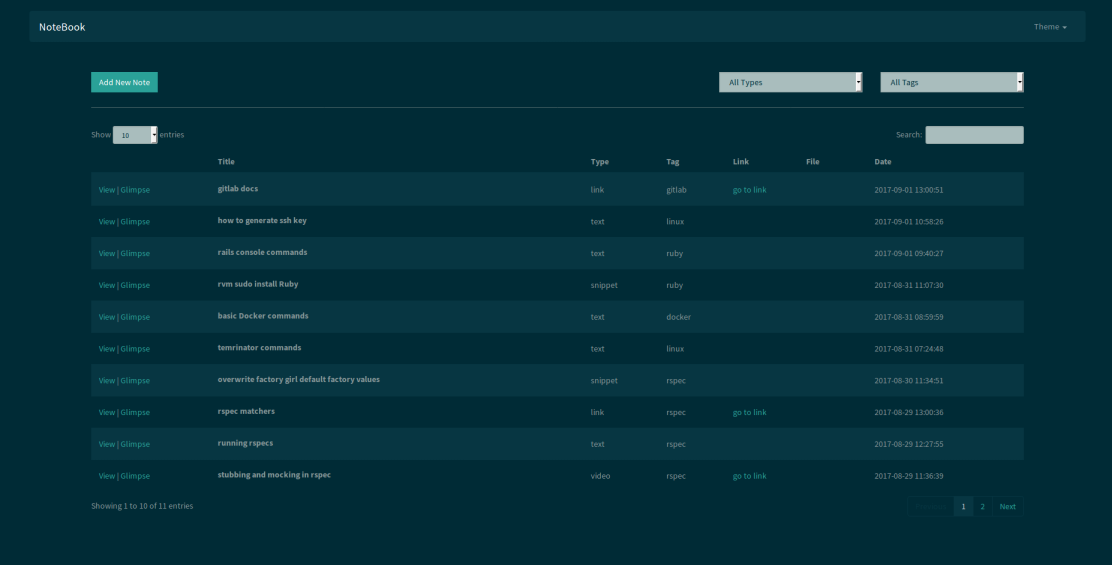 NoteBook Theme
Add New Note All Types All Tags
Show 10 entries Search:
Title Type Tag Link File Date
View | Glimpse gitlab docs link gitlab go to link 2017-09-01 13:00:51
View | Glimpse how to generate ssh key text linux 2017-09-01 10:58:26
View | Glimpse rails console commands text ruby 2017-09-01 09:40:27
View | Glimpse rvm sudo install Ruby snippet ruby 2017-08-31 11:07:30
View | Glimpse basic Docker commands text docker 2017-08-31 08:59:59
View | Glimpse temrinator commands text linux 2017-08-31 07:24:48
View | Glimpse overwrite factory girl default factory values snippet rspec 2017-08-30 11:34:51
View | Glimpse rspec matchers link rspec go to link 2017-08-29 13:00:36
View | Glimpse running rspecs text rspec 2017-08-29 12:27:55
View | Glimpse stubbing and mocking in rspec video rspec go to link 2017-08-29 11:36:39
Showing 1 to 10 of 11 entries Previous 1 2 Next